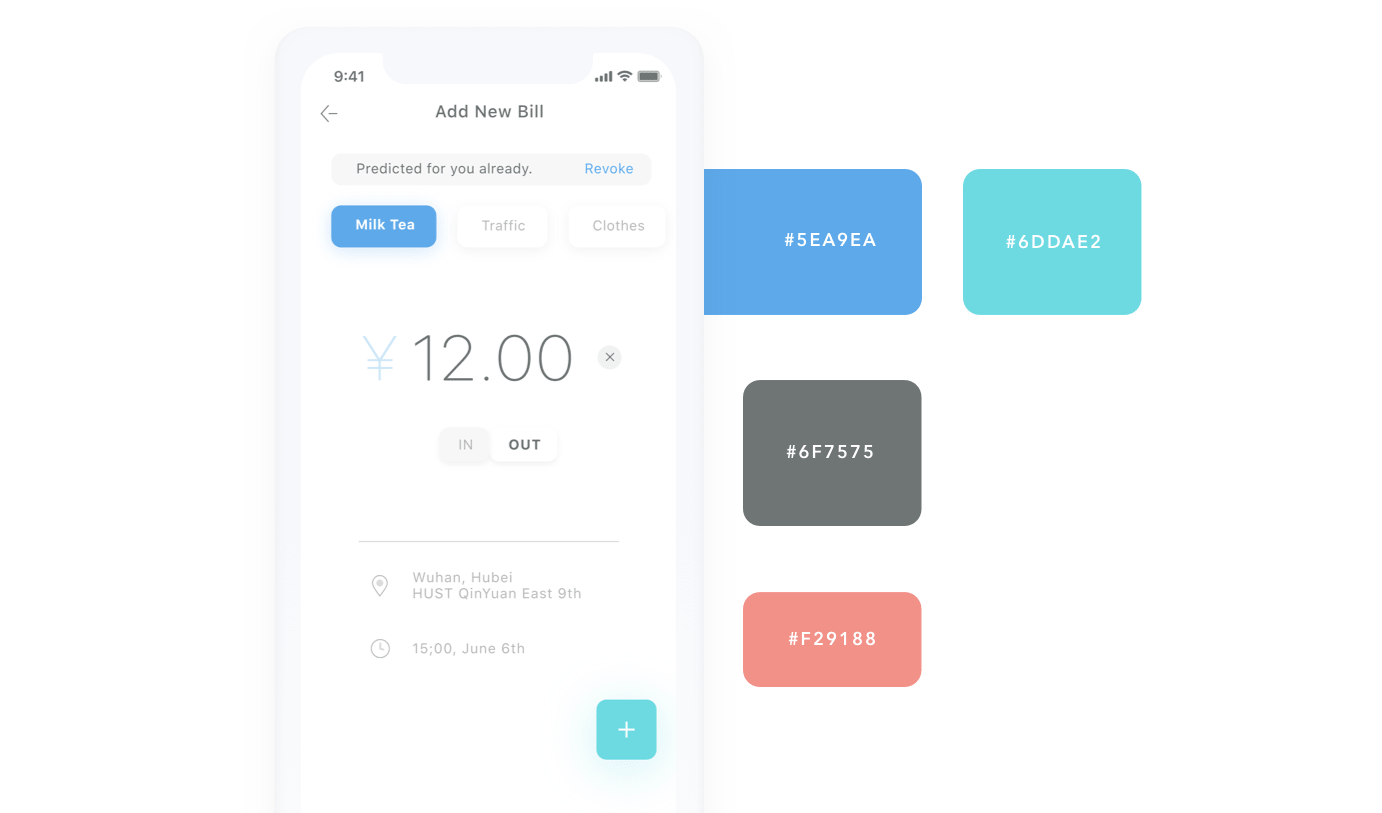 9:41
Add New Bill
Predicted for you already. Revoke
Milk Tea Traffic Clothes
¥ 12.00
IN OUT
Wuhan, Hubei
HUST QinYuan East 9th
15;00, June 6th
#5EA9EA
#6DDAE2
#6F7575
#F29188